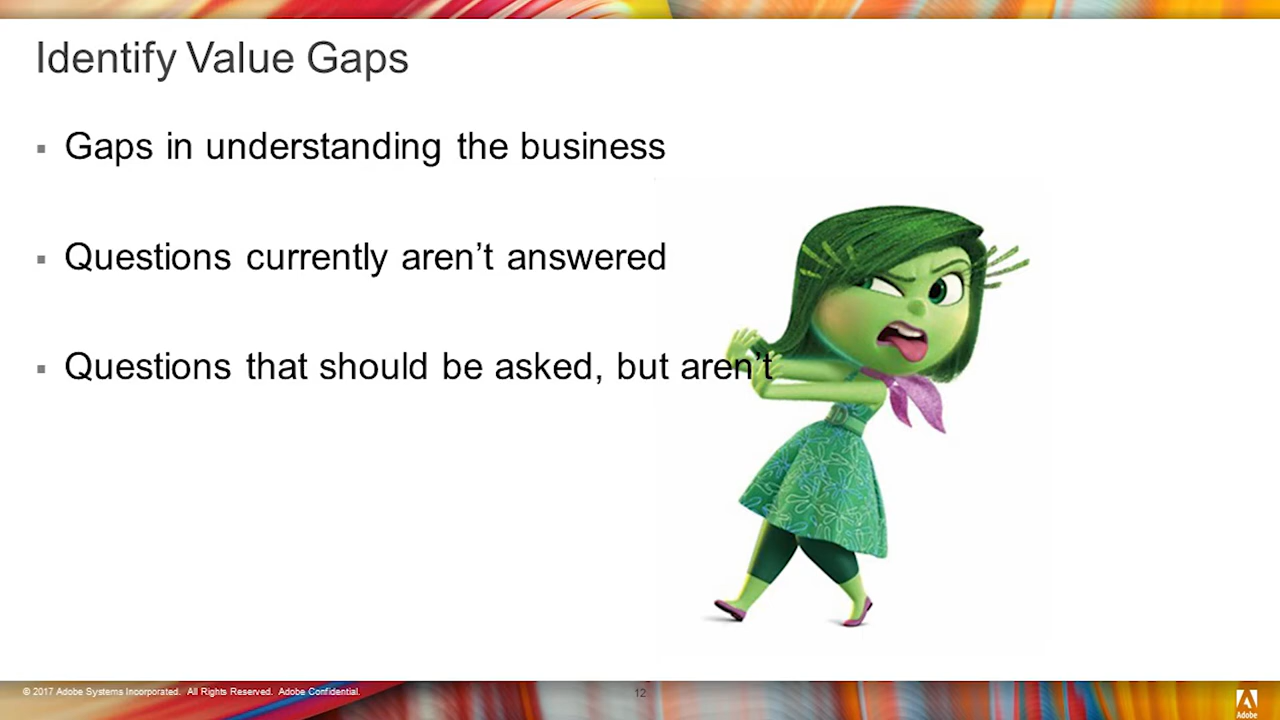 Identify Value Gaps
▪ Gaps in understanding the business
▪ Questions currently aren’t answered
▪ Questions that should be asked, but aren’t
© 2017 Adobe Systems Incorporated. All Rights Reserved. Adobe Confidential.
12
Adobe